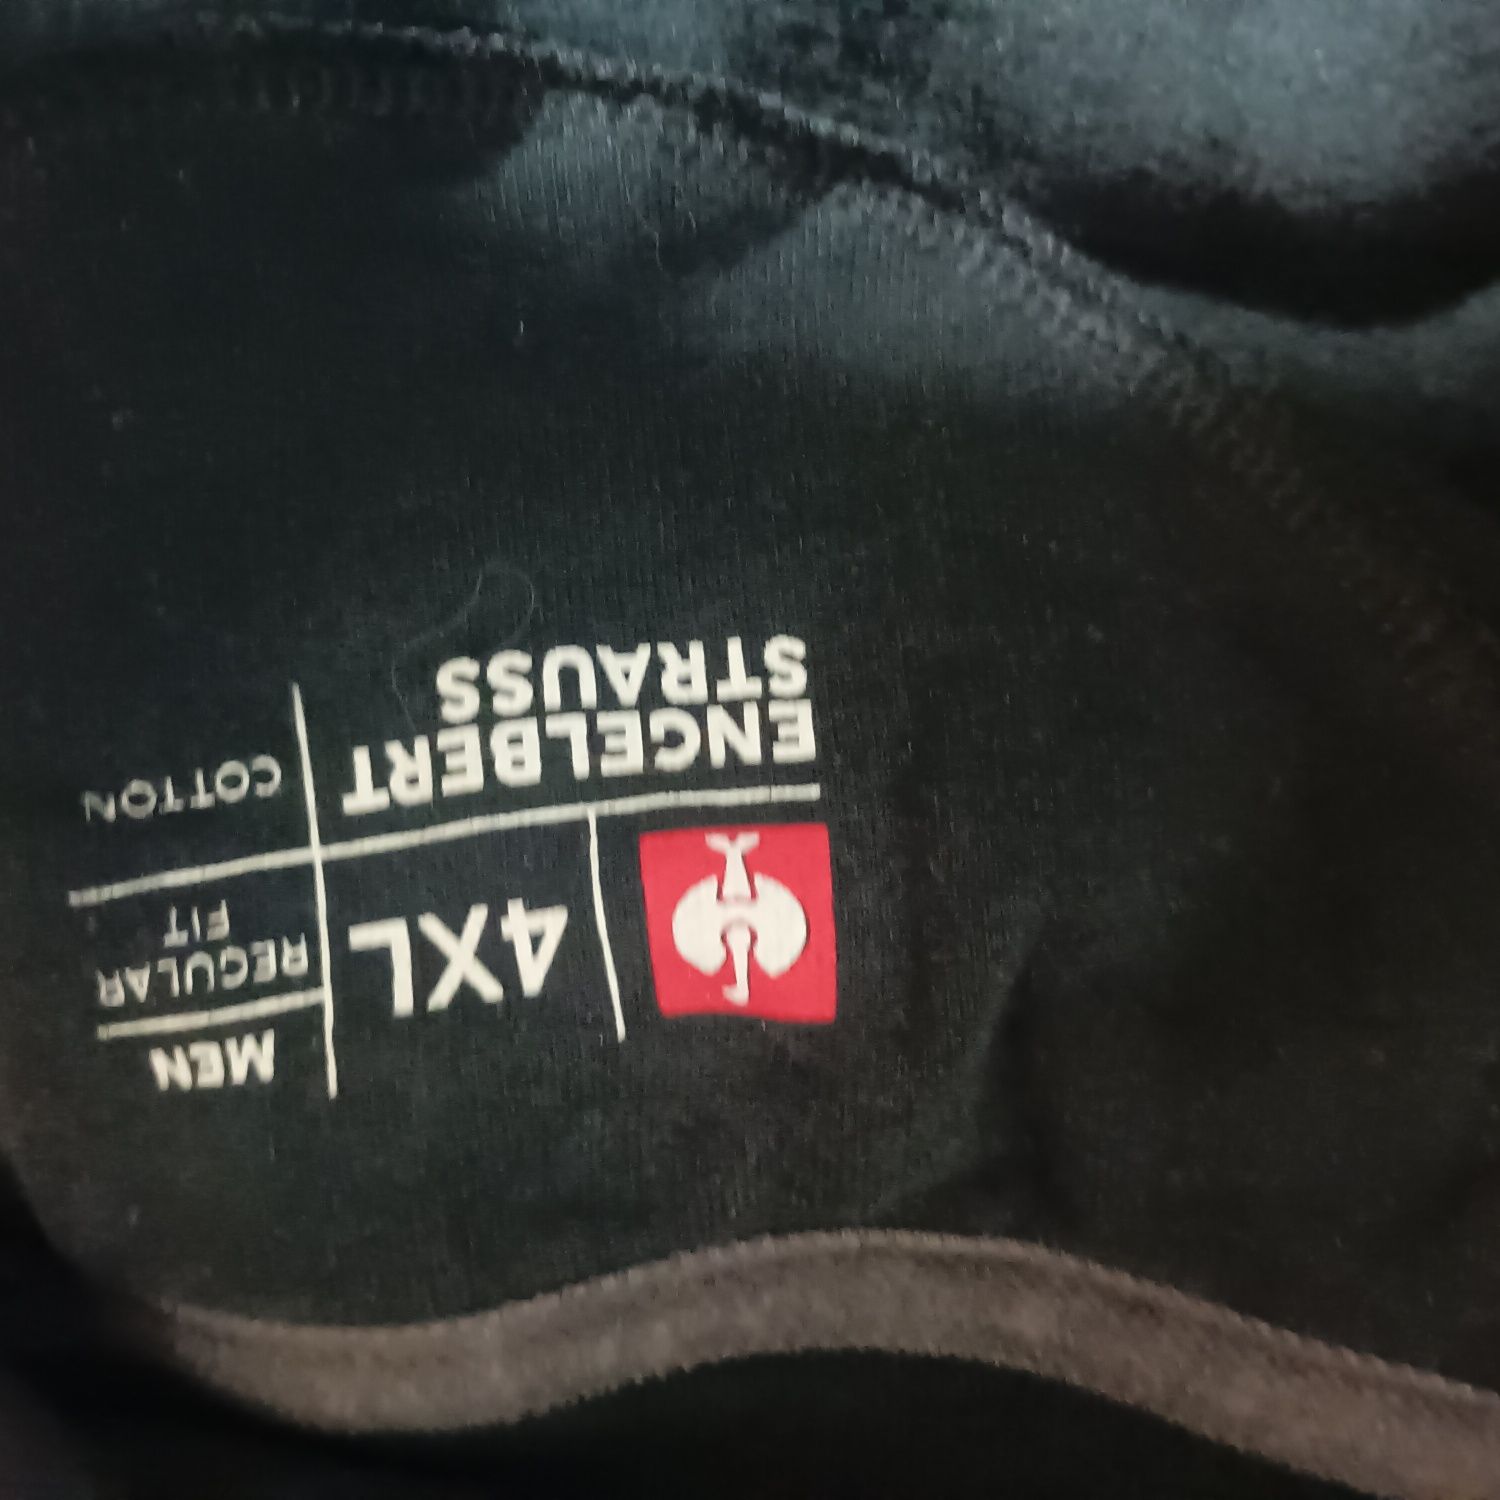 MEN
REGULAR
FIT
COTTON
4XL
ENGELBERT
STRAUSS